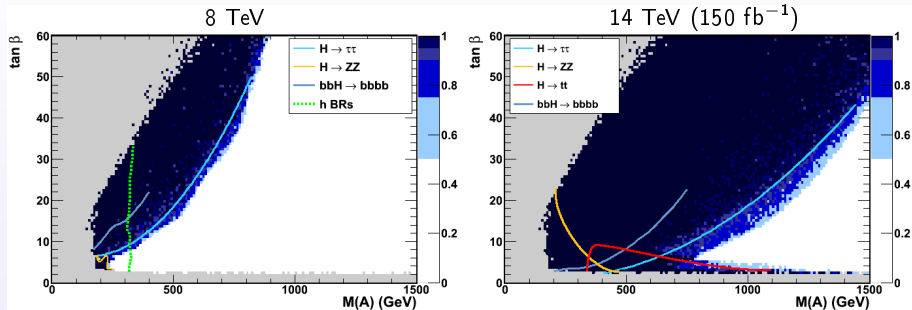 8 TeV
14 TeV (150 fb⁻¹)
tan β
60
50
40
30
20
10
0
0
500
1000
1500
M(A) (GeV)
H → ττ
H → ZZ
bbH → bbbb
h BRs
1
0.8
0.6
0.4
0.2
0
tan β
60
50
40
30
20
10
0
0
500
1000
1500
M(A) (GeV)
H → ττ
H → ZZ
H → tt
bbH → bbbb
1
0.8
0.6
0.4
0.2
0